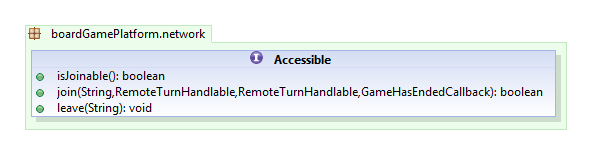 boardGamePlatform.network
I Accessible
isJoinable(): boolean
join(String,RemoteTurnHandlable,RemoteTurnHandlable,GameHasEndedCallback): boolean
leave(String): void